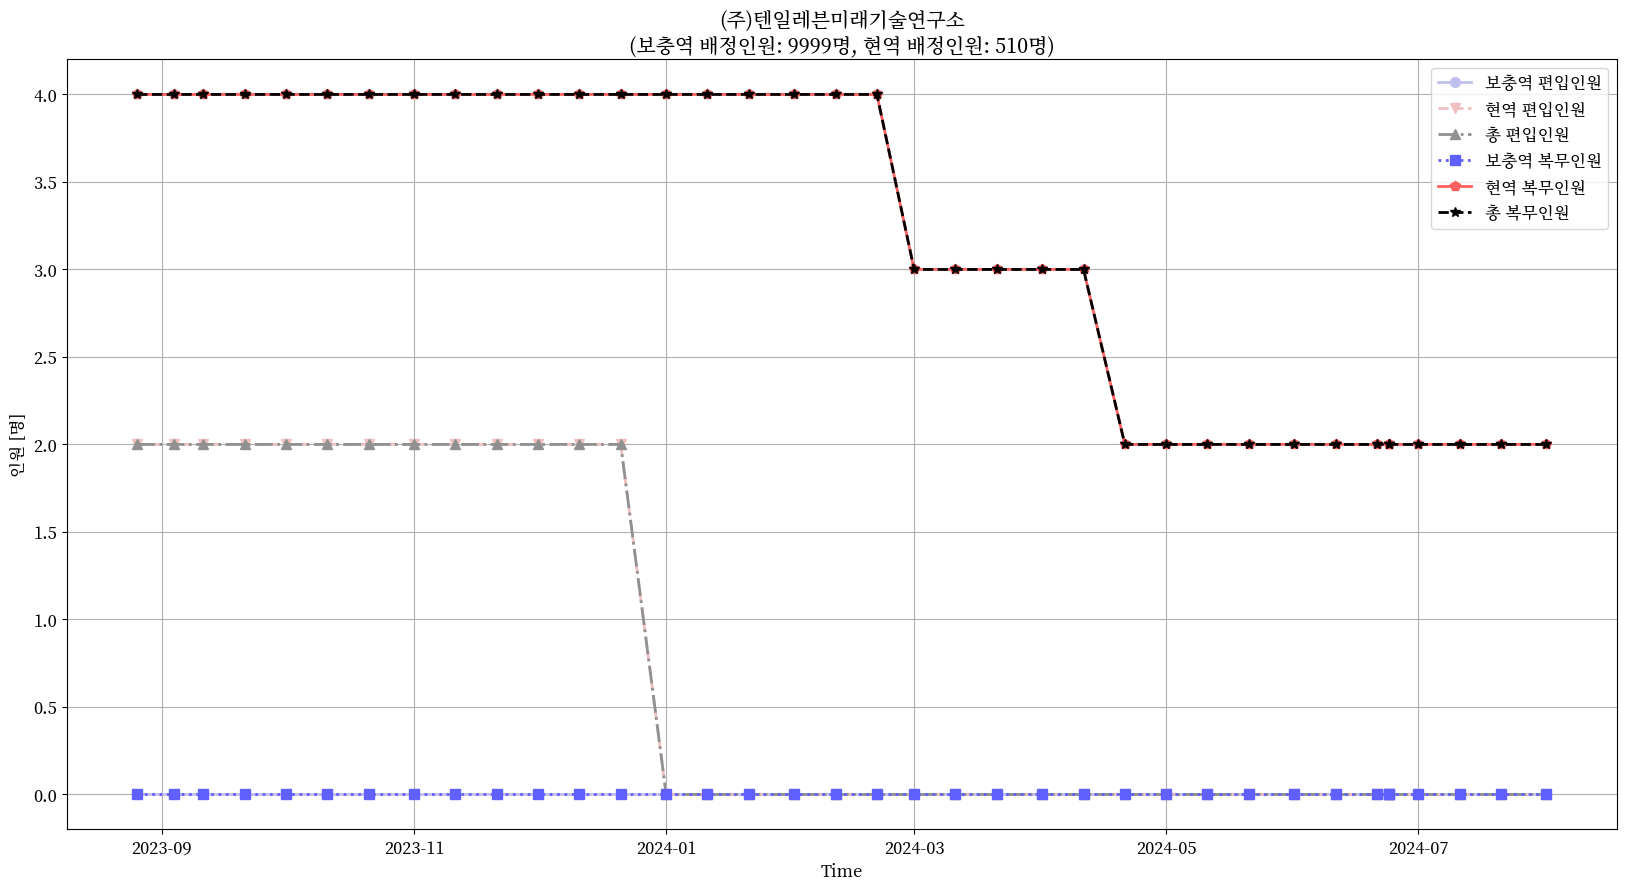 (주)텐일레븐미래기술연구소
(보충역 배정인원: 9999명, 현역 배정인원: 510명)
보충역 편입인원
현역 편입인원
총 편입인원
보충역 복무인원
현역 복무인원
총 복무인원
인원 [명]
4.0
3.5
3.0
2.5
2.0
1.5
1.0
0.5
0.0
2023-09
2023-11
2024-01
2024-03
2024-05
2024-07
Time